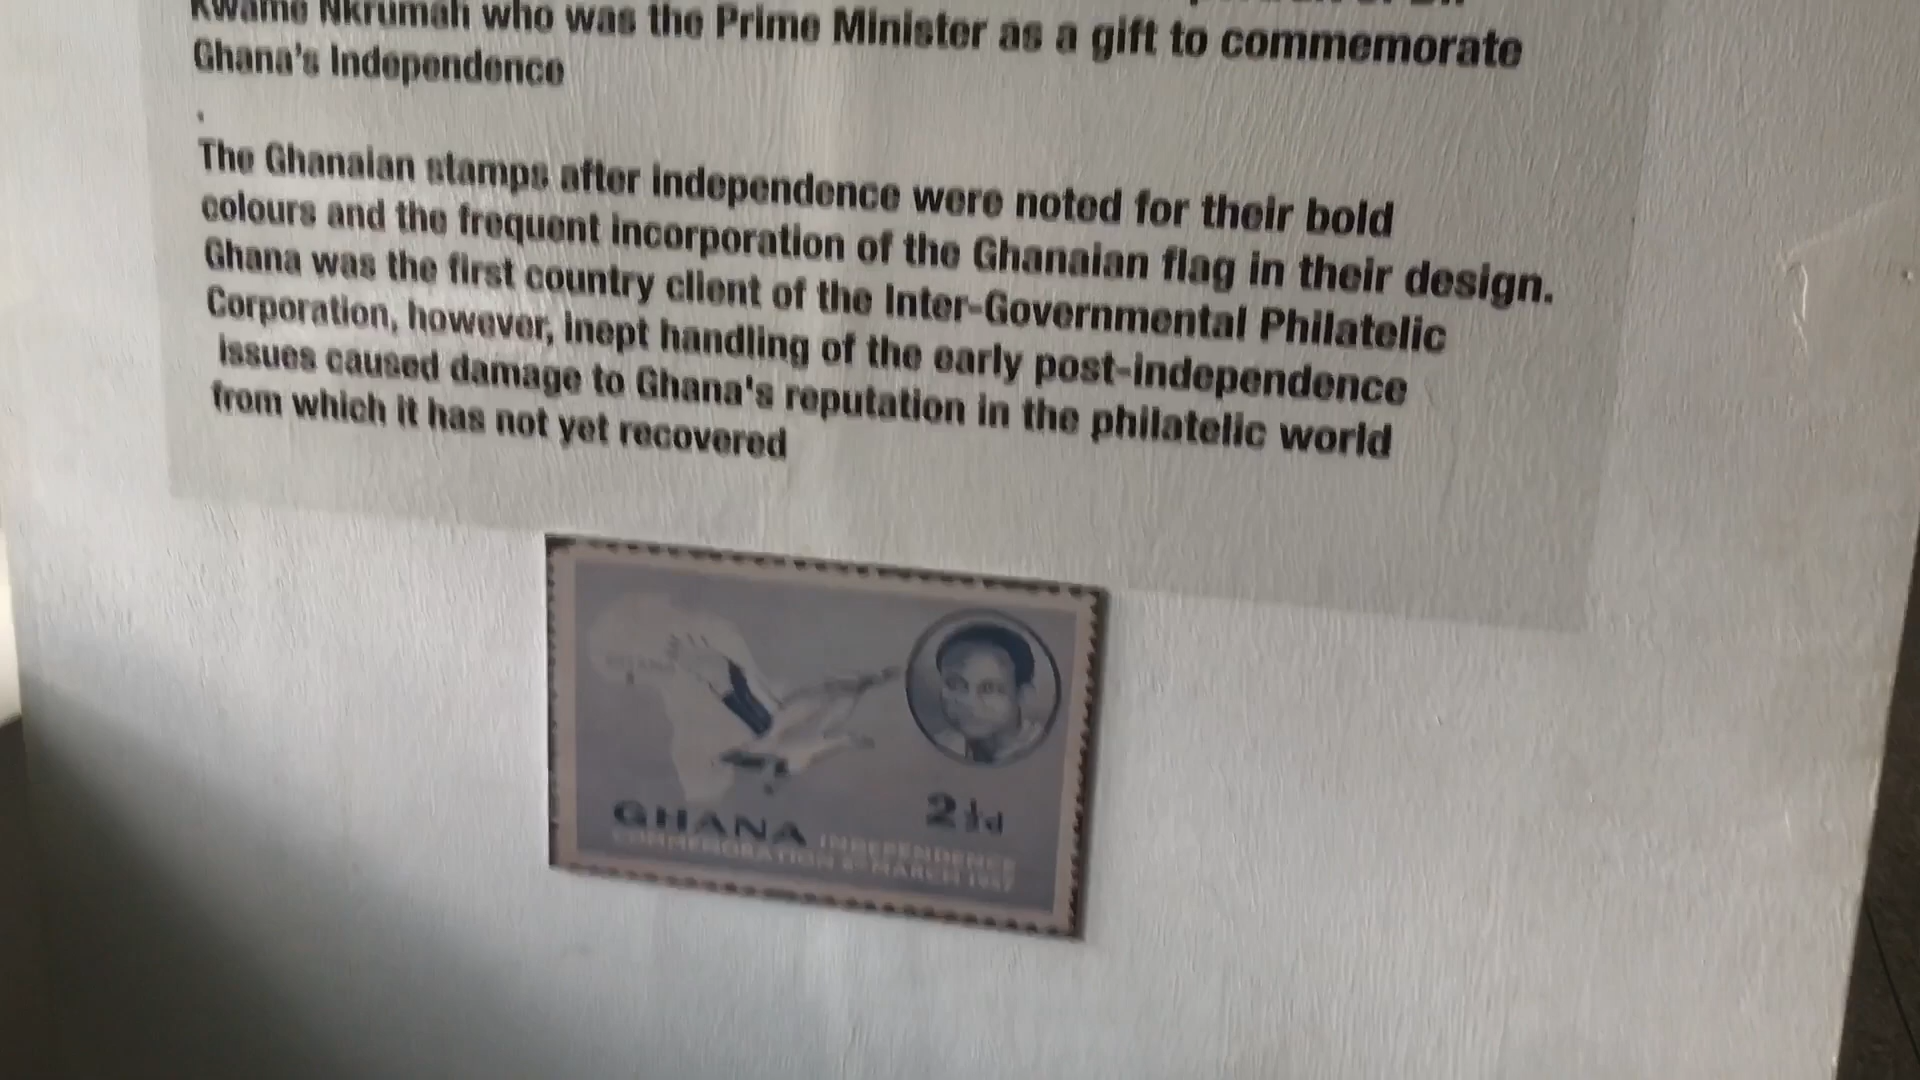 Kwame Nkrumah who was the Prime Minister as a gift to commemorate
Ghana's Independence
.
The Ghanaian stamps after independence were noted for their bold
colours and the frequent incorporation of the Ghanaian flag in their design.
Ghana was the first country client of the Inter-Governmental Philatelic
Corporation, however, inept handling of the early post-independence
issues caused damage to Ghana's reputation in the philatelic world
from which it has not yet recovered
2½d
GHANA INDEPENDENCE
COMMEMORATION 6TH MARCH 1957